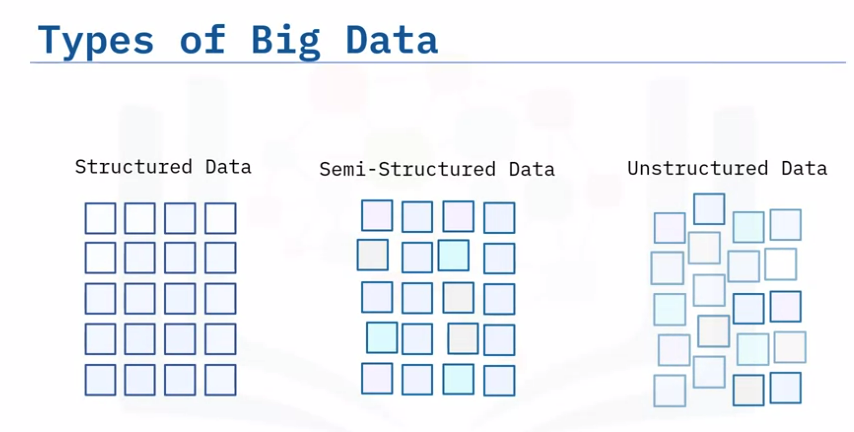 Types of Big Data
Structured Data
Semi-Structured Data
Unstructured Data